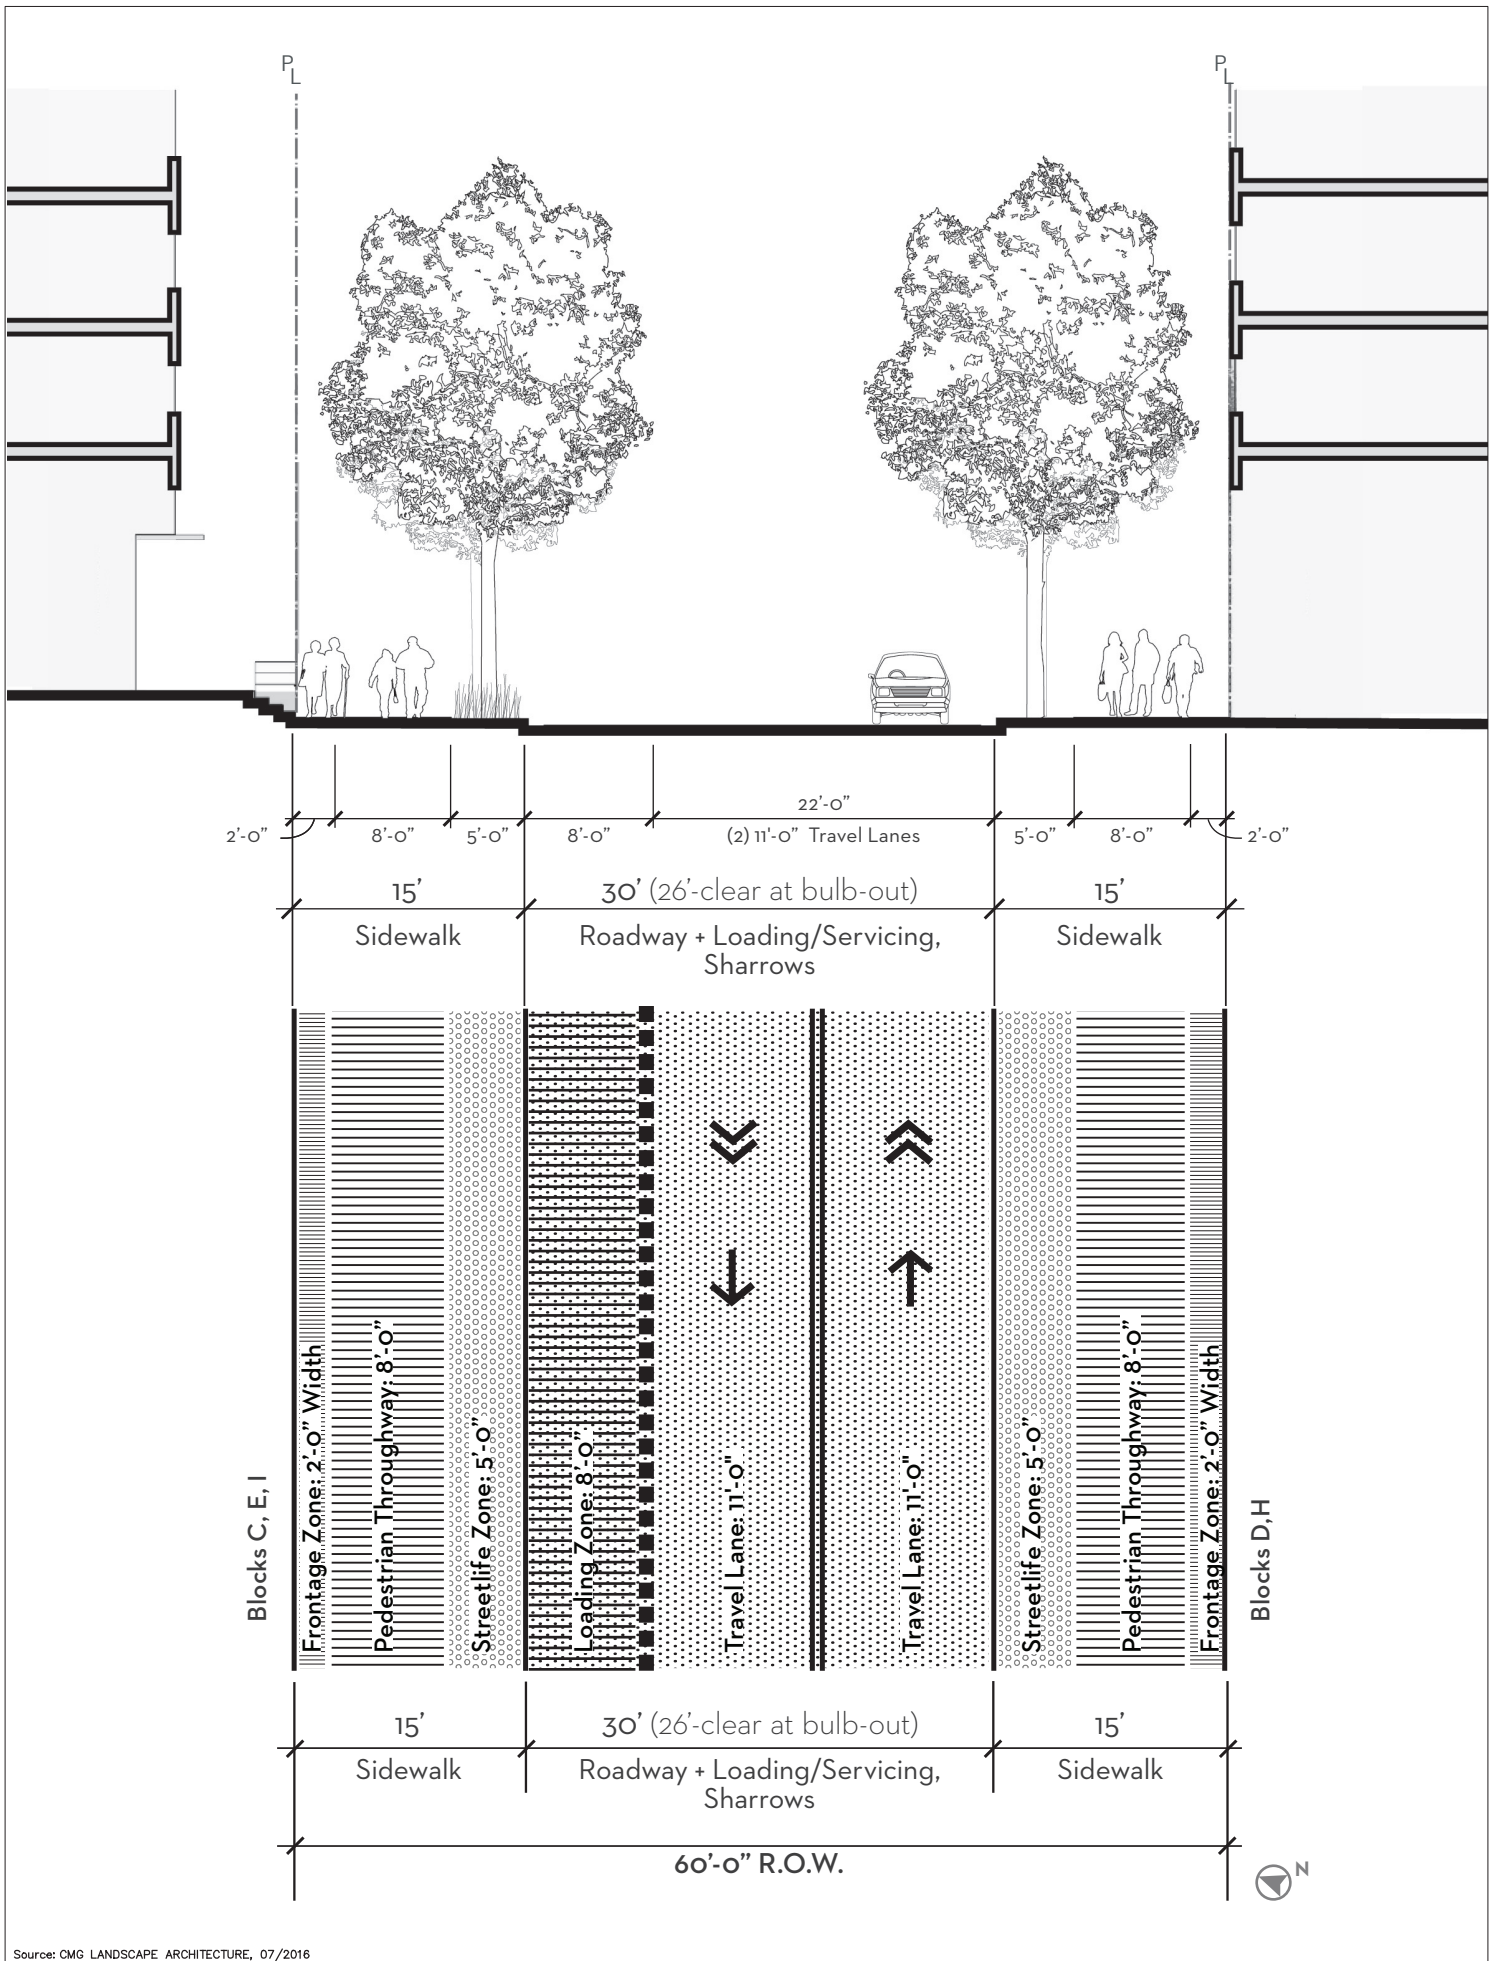 PL
PL
22'-0"
2'-0"
8'-0"
5'-0"
8'-0"
(2) 11'-0" Travel Lanes
5'-0"
8'-0"
2'-0"
15'
30' (26'-clear at bulb-out)
15'
Sidewalk
Roadway + Loading/Servicing,
Sharrows
Sidewalk
Blocks C, E, I
Frontage Zone: 2'-0" Width
Pedestrian Throughway: 8'-0"
Streetlife Zone: 5'-0"
Loading Zone: 8'-0"
Travel Lane: 11'-0"
Travel Lane: 11'-0"
Streetlife Zone: 5'-0"
Pedestrian Throughway: 8'-0"
Frontage Zone: 2'-0" Width
Blocks D,H
15'
30' (26'-clear at bulb-out)
15'
Sidewalk
Roadway + Loading/Servicing,
Sharrows
Sidewalk
60'-0" R.O.W.
N
Source: CMG LANDSCAPE ARCHITECTURE, 07/2016